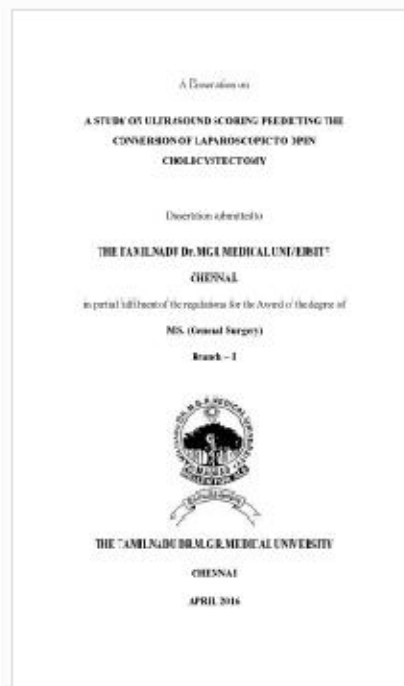 A Dissertation on
A STUDY ON ULTRASOUND SCORING PREDICTING THE
CONVERSION OF LAPAROSCOPIC TO OPEN
CHOLECYSTECTOMY
Dissertation submitted to
THE TAMILNADU Dr. MGR MEDICAL UNIVERSITY
CHENNAI.
in partial fulfilment of the regulations for the Award of the degree of
MS. (General Surgery)
Branch – I
THE TAMILNADU DR.M.G.R.MEDICAL UNIVERSITY
CHENNAI
APRIL 2016